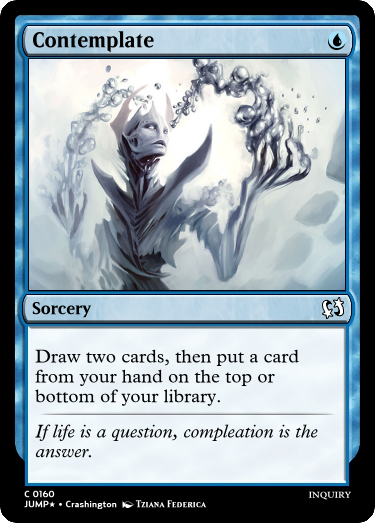 Contemplate
Sorcery
Draw two cards, then put a card
from your hand on the top or
bottom of your library.
If life is a question, compleation is the
answer.
C 0160
INQUIRY
JUMP★ • Crashington Tziana Federica